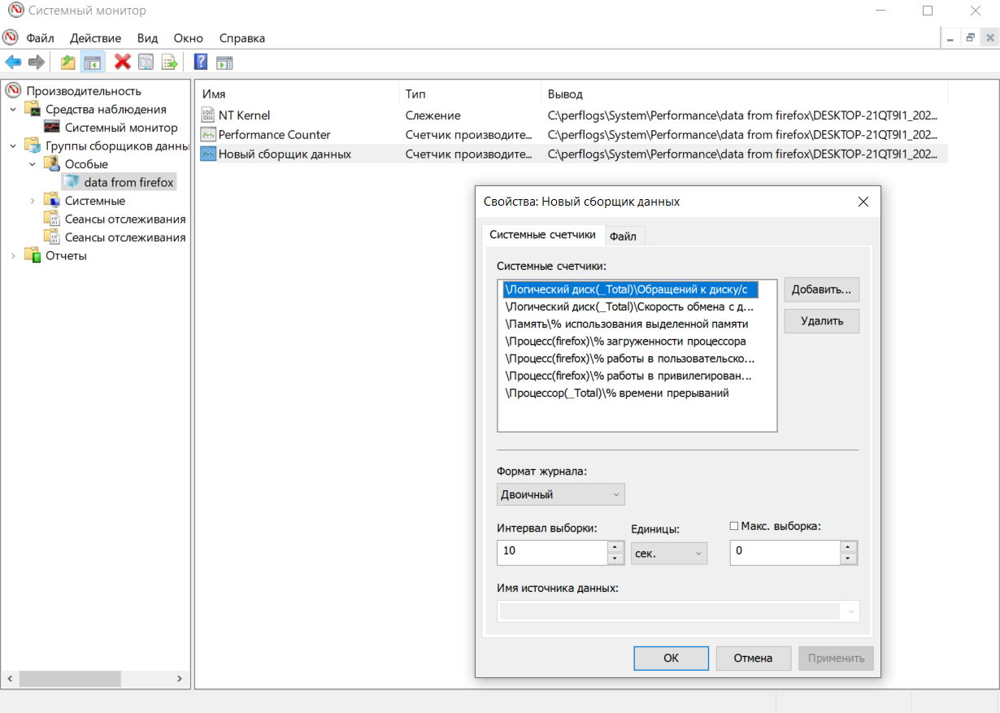 Системный монитор
Файл Действие Вид Окно Справка
Производительность
Средства наблюдения
Системный монитор
Группы сборщиков данны
Особые
data from firefox
Системные
Сеансы отслеживания
Сеансы отслеживания
Отчеты
Имя Тип Вывод
NT Kernel Слежение C:\perflogs\System\Performance\data from firefox\DESKTOP-21QT9I1_202...
Performance Counter Счетчик производите... C:\perflogs\System\Performance\data from firefox\DESKTOP-21QT9I1_202...
Новый сборщик данных Счетчик производите... C:\perflogs\System\Performance\data from firefox\DESKTOP-21QT9I1_202...
Свойства: Новый сборщик данных
Системные счетчики Файл
Системные счетчики:
\Логический диск(_Total)\Обращений к диску/с
\Логический диск(_Total)\Скорость обмена с д...
\Память\% использования выделенной памяти
\Процесс(firefox)\% загруженности процессора
\Процесс(firefox)\% работы в пользовательско...
\Процесс(firefox)\% работы в привилегирован...
\Процессор(_Total)\% времени прерываний
Добавить...
Удалить
Формат журнала:
Двоичный
Интервал выборки: Единицы: Макс. выборка:
10 сек. 0
Имя источника данных:
ОК Отмена Применить